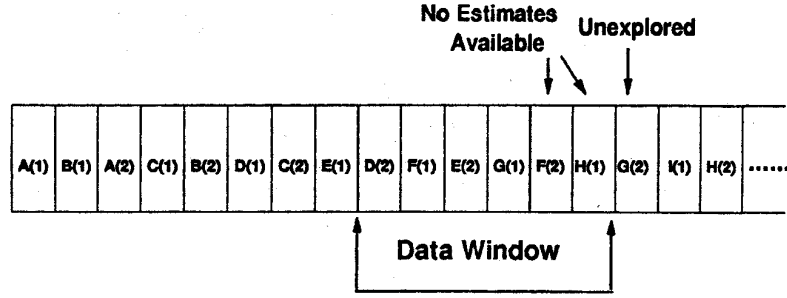 No Estimates
Available
Unexplored
A(1) B(1) A(2) C(1) B(2) D(1) C(2) E(1) D(2) F(1) E(2) G(1) F(2) H(1) G(2) I(1) H(2) ......
Data Window